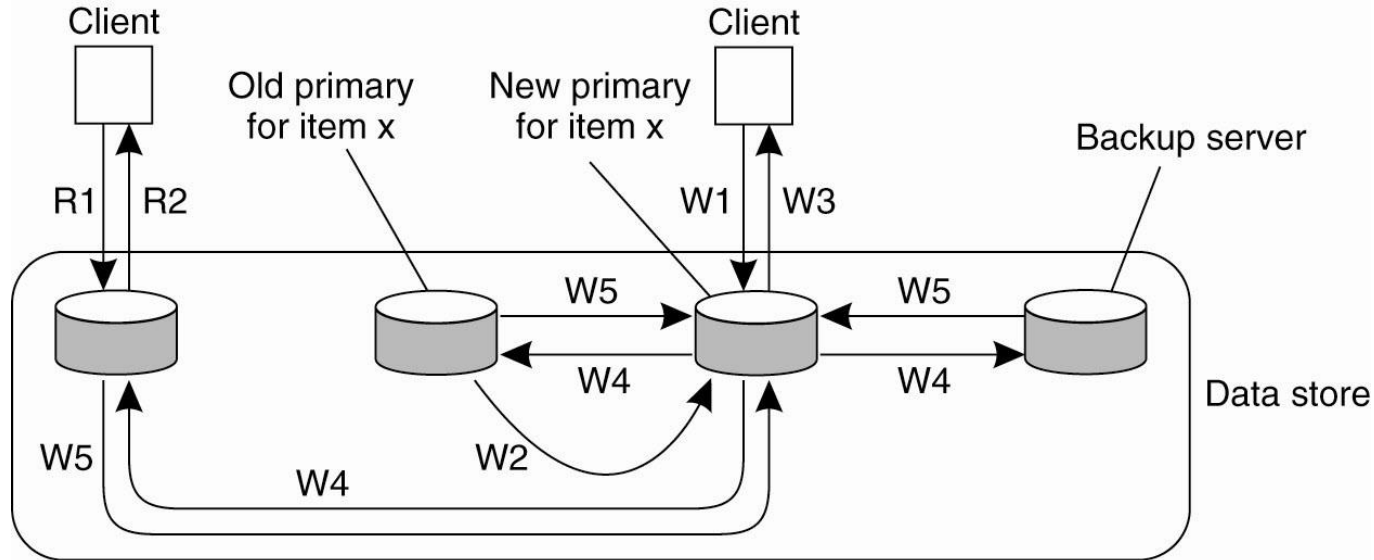 Client
Client
Old primary
for item x
New primary
for item x
Backup server
R1
R2
W1
W3
W5
W5
W4
W4
Data store
W5
W2
W4